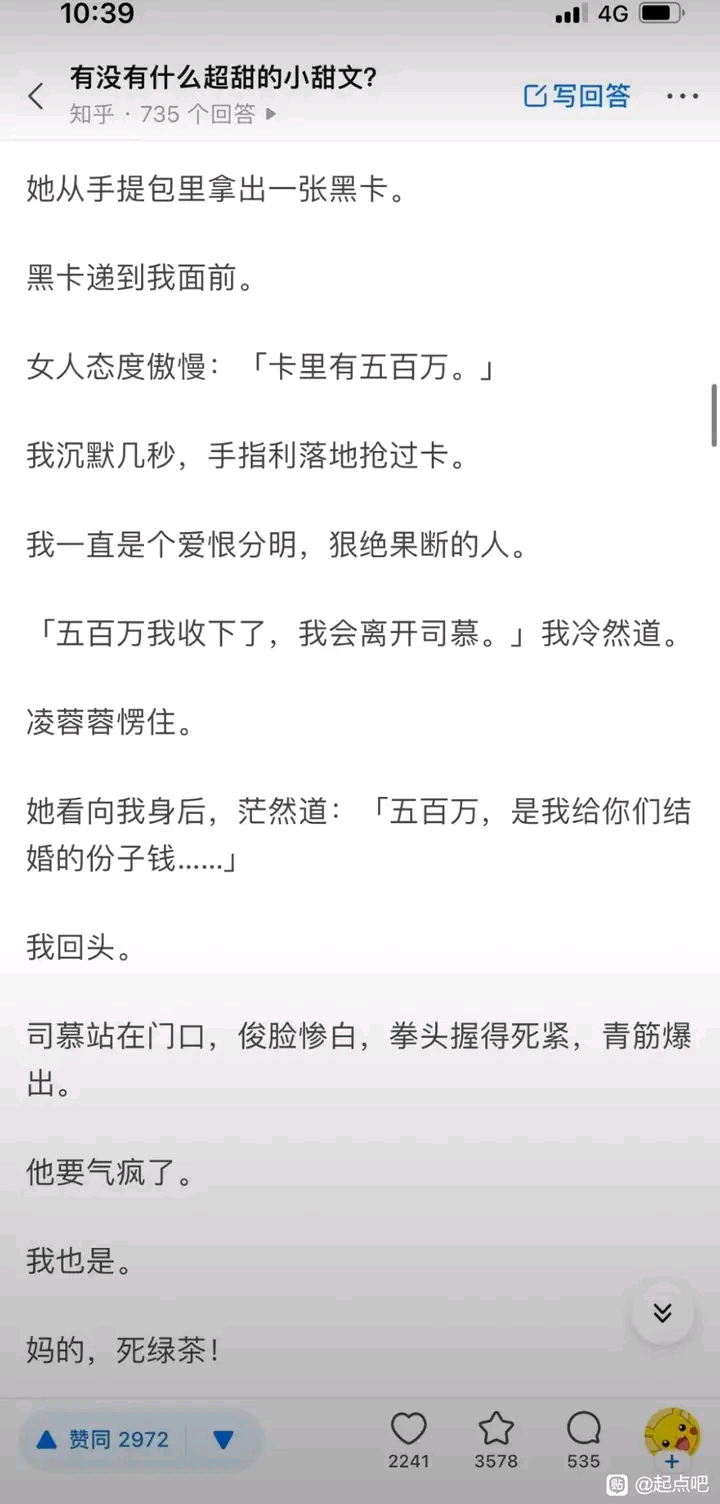 10:39
4G
有没有什么超甜的小甜文?
知乎 · 735 个回答
写回答
她从手提包里拿出一张黑卡。
黑卡递到我面前。
女人态度傲慢：「卡里有五百万。」
我沉默几秒，手指利落地抢过卡。
我一直是个爱恨分明，狠绝果断的人。
「五百万我收下了，我会离开司慕。」我冷然道。
凌蓉蓉愣住。
她看向我身后，茫然道：「五百万，是我给你们结
婚的份子钱……」
我回头。
司慕站在门口，俊脸惨白，拳头握得死紧，青筋爆
出。
他要气疯了。
我也是。
妈的，死绿茶！
赞同 2972
2241
3578
535
贴 @起点吧